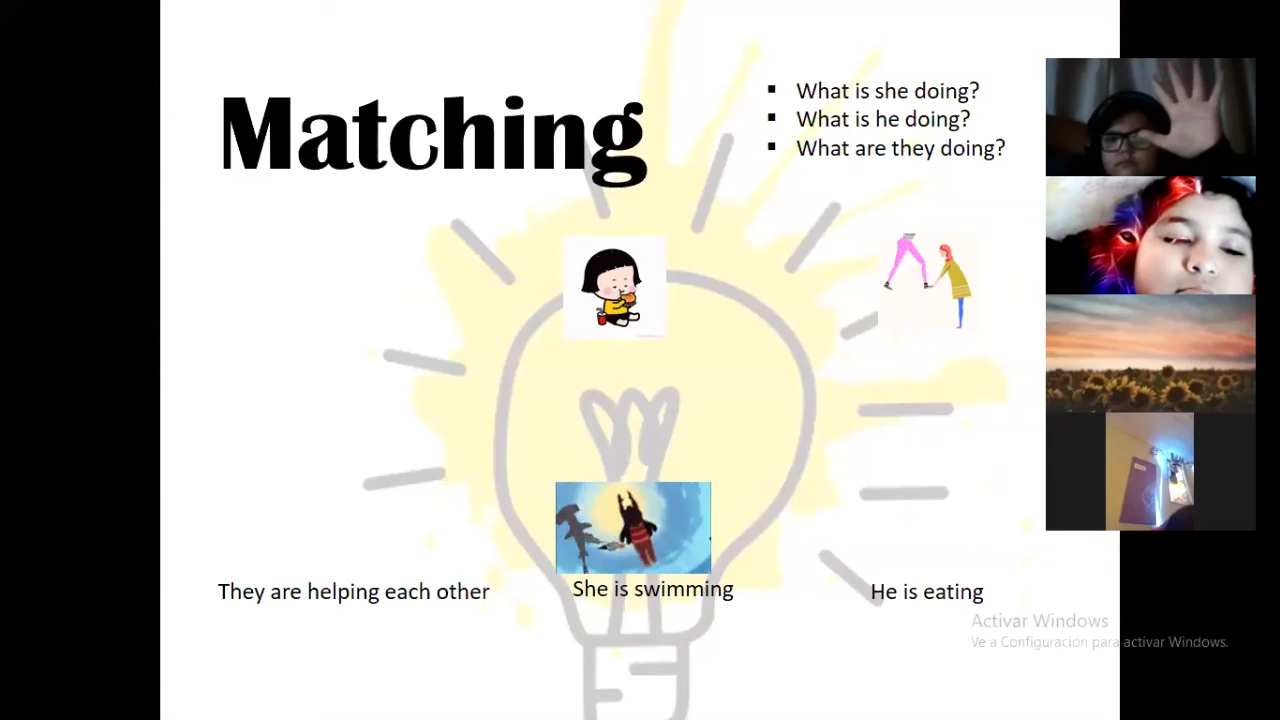 Matching
▪ What is she doing?
▪ What is he doing?
▪ What are they doing?
They are helping each other
She is swimming
He is eating
Activar Windows
Ve a Configuración para activar Windows.